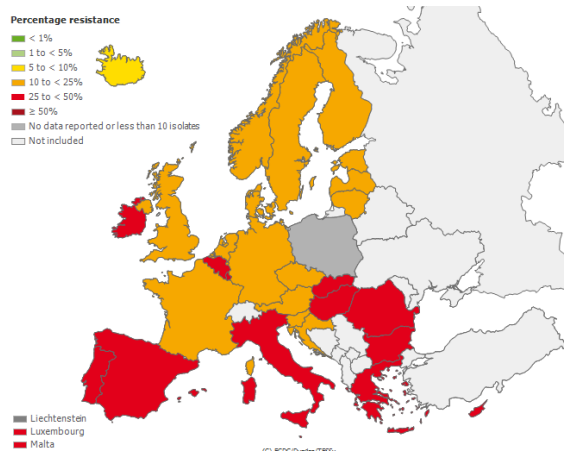 Percentage resistance
< 1%
1 to < 5%
5 to < 10%
10 to < 25%
25 to < 50%
≥ 50%
No data reported or less than 10 isolates
Not included
Liechtenstein
Luxembourg
Malta